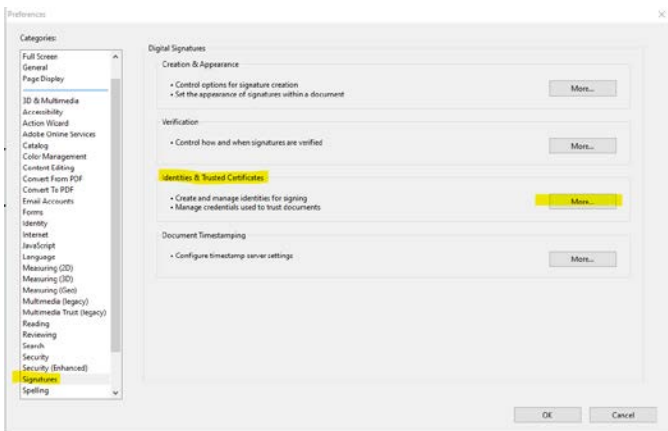 Preferences
Categories:
Full Screen
General
Page Display
3D & Multimedia
Accessibility
Action Wizard
Adobe Online Services
Catalog
Color Management
Content Editing
Convert From PDF
Convert To PDF
Email Accounts
Forms
Identity
Internet
JavaScript
Language
Measuring (2D)
Measuring (3D)
Measuring (Geo)
Multimedia (legacy)
Multimedia Trust (legacy)
Reading
Reviewing
Search
Security
Security (Enhanced)
Signatures
Spelling
Digital Signatures
Creation & Appearance
• Control options for signature creation
• Set the appearance of signatures within a document
More...
Verification
• Control how and when signatures are verified
More...
Identities & Trusted Certificates
• Create and manage identities for signing
• Manage credentials used to trust documents
More...
Document Timestamping
• Configure timestamp server settings
More...
OK
Cancel